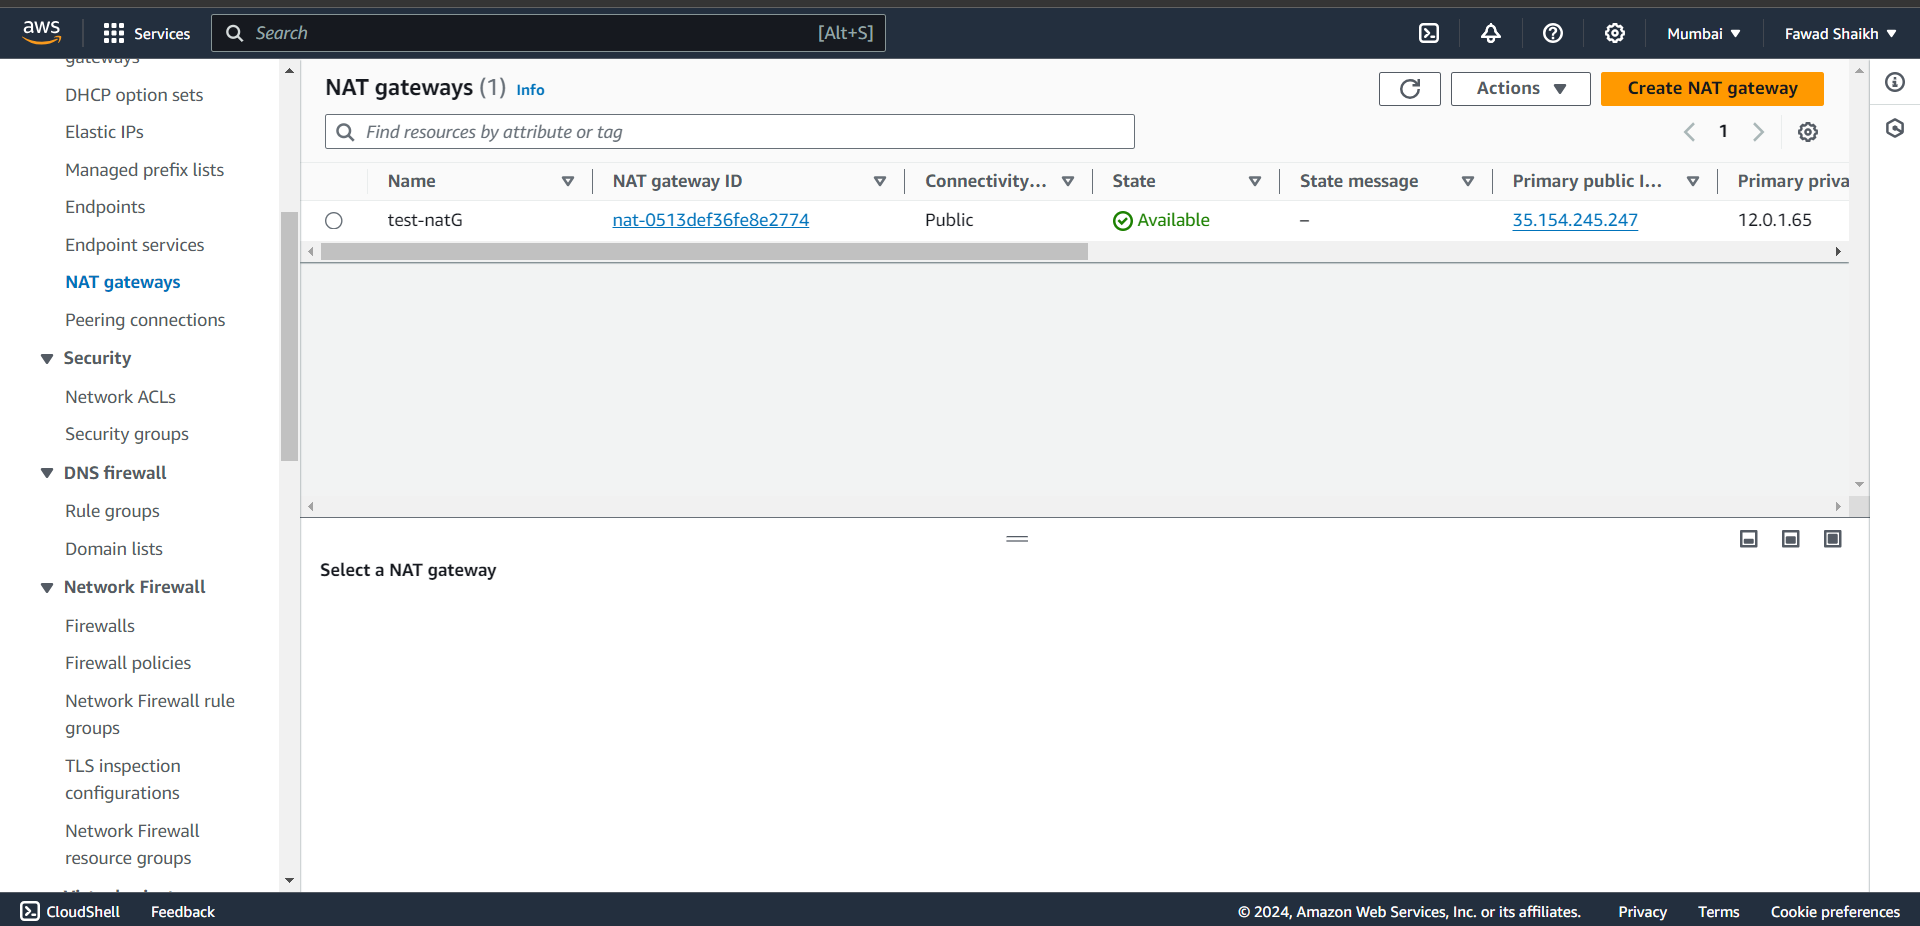 aws Services Search [Alt+S] Mumbai ▼ Fawad Shaikh ▼
gateways
DHCP option sets
Elastic IPs
Managed prefix lists
Endpoints
Endpoint services
NAT gateways
Peering connections
Security
Network ACLs
Security groups
DNS firewall
Rule groups
Domain lists
Network Firewall
Firewalls
Firewall policies
Network Firewall rule
groups
TLS inspection
configurations
Network Firewall
resource groups
NAT gateways (1) Info
Actions ▼ Create NAT gateway
Find resources by attribute or tag
1
Name NAT gateway ID Connectivity... State State message Primary public I... Primary priva
test-natG nat-0513def36fe8e2774 Public Available – 35.154.245.247 12.0.1.65
Select a NAT gateway
CloudShell Feedback © 2024, Amazon Web Services, Inc. or its affiliates. Privacy Terms Cookie preferences